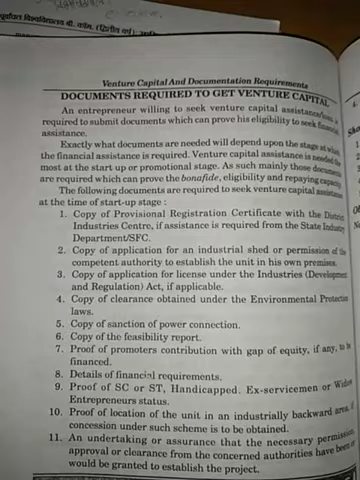 Venture Capital And Documentation Requirements
DOCUMENTS REQUIRED TO GET VENTURE CAPITAL
An entrepreneur willing to seek venture capital assistance/loan, is
required to submit documents which can prove his eligibility to seek financial
assistance.
Exactly what documents are needed will depend upon the stage at when
the financial assistance is required. Venture capital assistance is needed the
most at the start up or promotional stage. As such mainly those documents
are required which can prove the bonafide, eligibility and repaying capacity.
The following documents are required to seek venture capital assistance
at the time of start-up stage :
1. Copy of Provisional Registration Certificate with the District
Industries Centre, if assistance is required from the State Industry
Department/SFC.
2. Copy of application for an industrial shed or permission of the
competent authority to establish the unit in his own premises.
3. Copy of application for license under the Industries (Development
and Regulation) Act, if applicable.
4. Copy of clearance obtained under the Environmental Protection
laws.
5. Copy of sanction of power connection.
6. Copy of the feasibility report.
7. Proof of promoters contribution with gap of equity, if any, to be
financed.
8. Details of financial requirements.
9. Proof of SC or ST, Handicapped. Ex-servicemen or Widow
Entrepreneurs status.
10. Proof of location of the unit in an industrially backward area, if
concession under such scheme is to be obtained.
11. An undertaking or assurance that the necessary permission,
approval or clearance from the concerned authorities have been or
would be granted to establish the project.